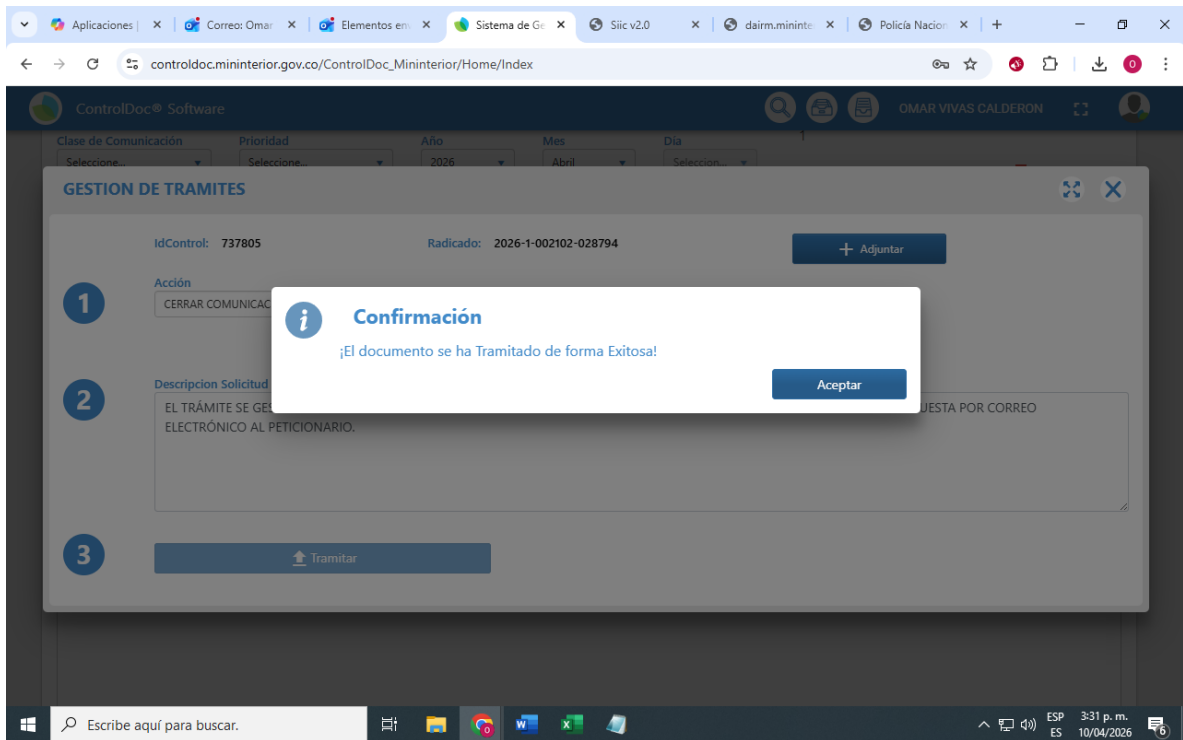 Aplicaciones |
Correo: Omar
Elementos en
Sistema de Ge
Siic v2.0
dairm.mininte
Policía Nacion
controldoc.mininterior.gov.co/ControlDoc_Mininterior/Home/Index
O
ControlDoc® Software
OMAR VIVAS CALDERON
Clase de Comunicación Prioridad Año Mes Día 1
Seleccione... Seleccione... 2026 Abril Seleccion...
GESTION DE TRAMITES
IdControl: 737805 Radicado: 2026-1-002102-028794 + Adjuntar
1 Acción
CERRAR COMUNICAC
Confirmación
¡El documento se ha Tramitado de forma Exitosa!
Aceptar
2 Descripcion Solicitud
EL TRÁMITE SE GES UESTA POR CORREO
ELECTRÓNICO AL PETICIONARIO.
3 Tramitar
Escribe aquí para buscar.
ESP 3:31 p. m.
ES 10/04/2026 6